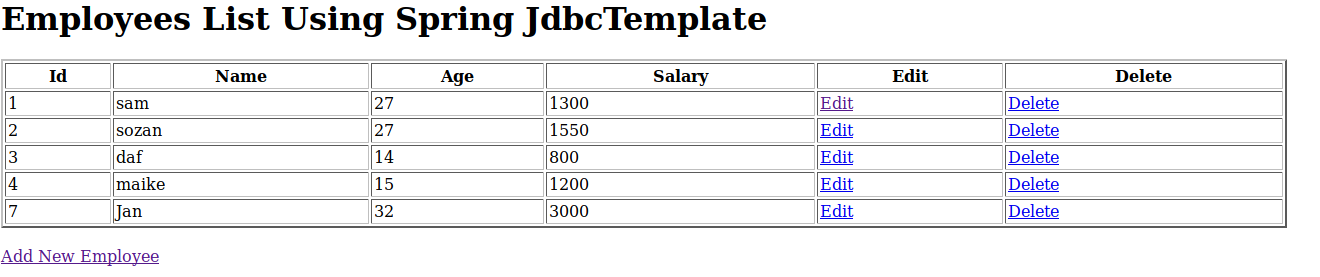 Employees List Using Spring JdbcTemplate
Id Name Age Salary Edit Delete
1 sam 27 1300 Edit Delete
2 sozan 27 1550 Edit Delete
3 daf 14 800 Edit Delete
4 maike 15 1200 Edit Delete
7 Jan 32 3000 Edit Delete
Add New Employee